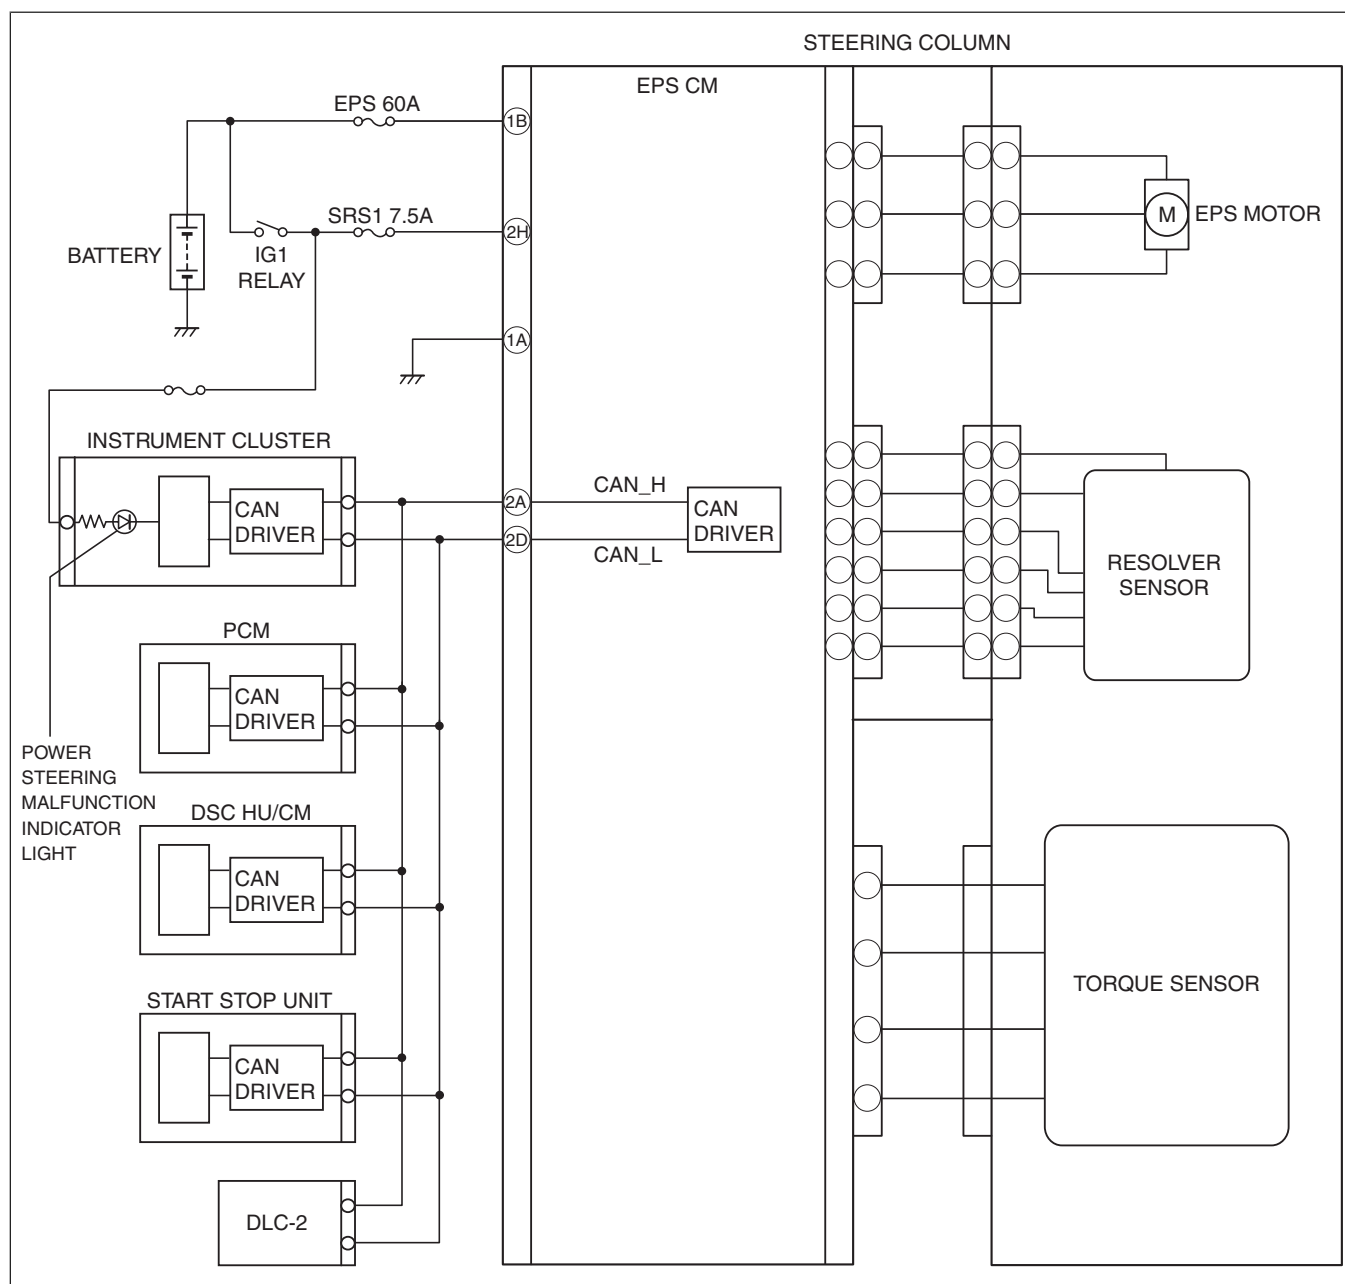 STEERING COLUMN
EPS CM
EPS 60A
1B
SRS1 7.5A
2H
BATTERY
IG1
RELAY
M
EPS MOTOR
1A
INSTRUMENT CLUSTER
CAN
DRIVER
2A
CAN_H
CAN
DRIVER
2D
CAN_L
RESOLVER
SENSOR
PCM
CAN
DRIVER
POWER
STEERING
MALFUNCTION
INDICATOR
LIGHT
DSC HU/CM
CAN
DRIVER
TORQUE SENSOR
START STOP UNIT
CAN
DRIVER
DLC-2